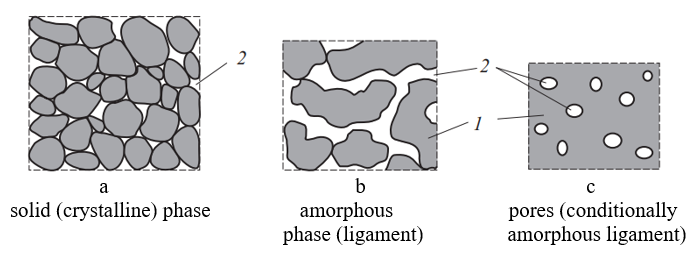 2
2
1
a
solid (crystalline) phase
b
amorphous
phase (ligament)
c
pores (conditionally
amorphous ligament)